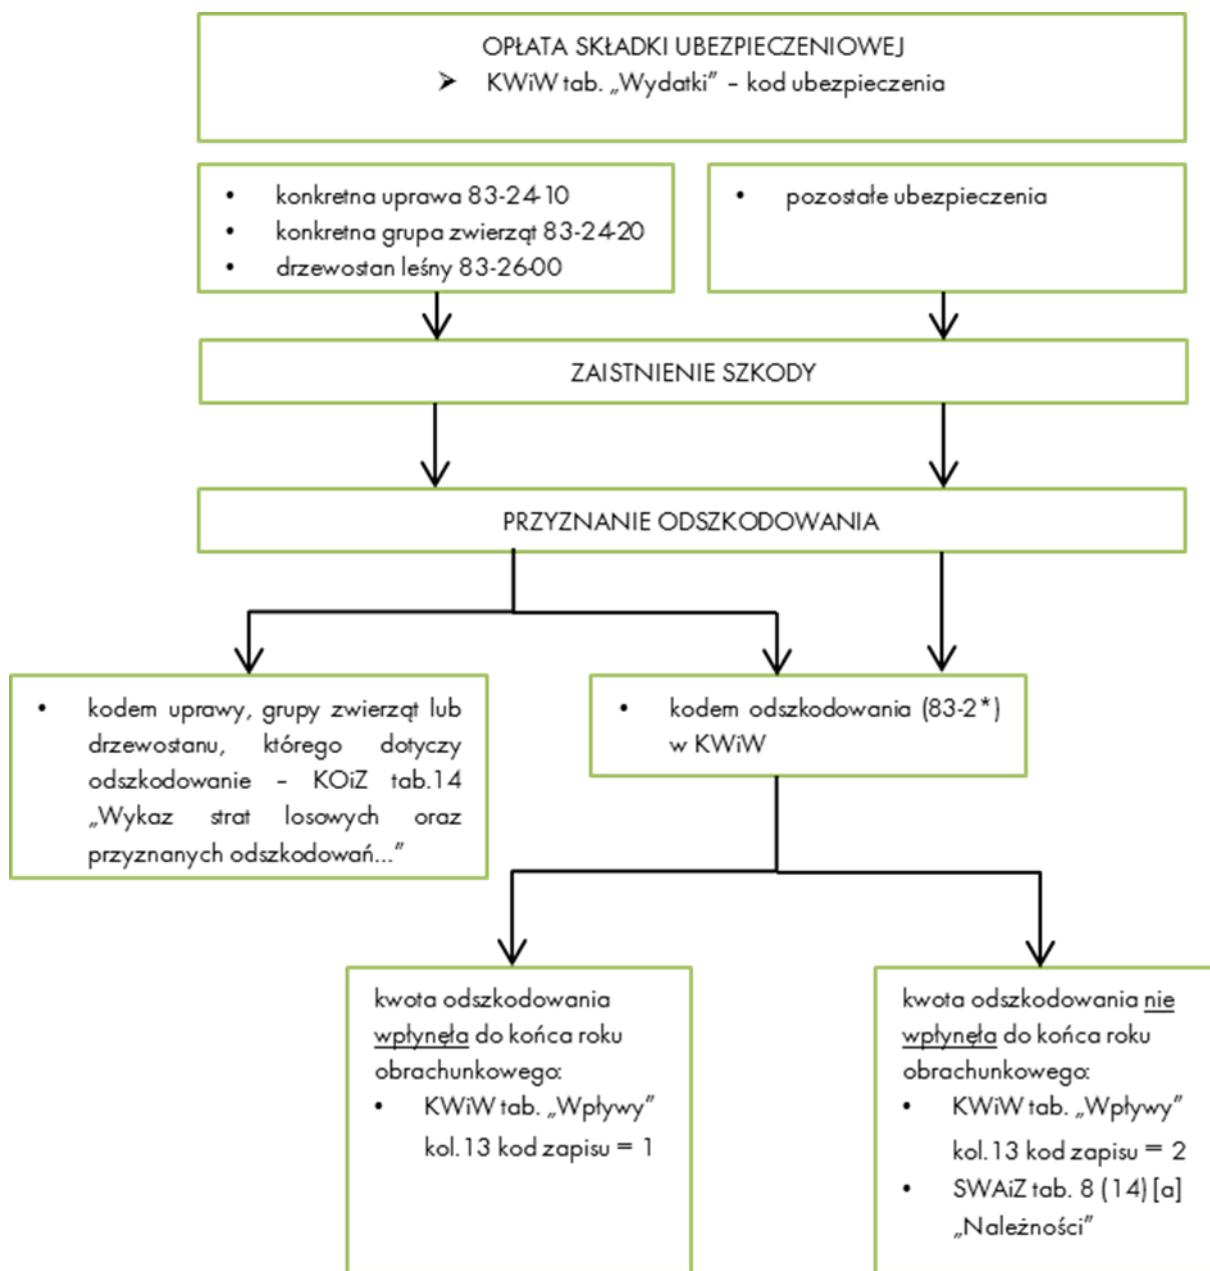 OPŁATA SKŁADKI UBEZPIECZENIOWEJ
➢ KWiW tab. „Wydatki” – kod ubezpieczenia
• konkretna uprawa 83-24-10
• konkretna grupa zwierząt 83-24-20
• drzewostan leśny 83-26-00
• pozostałe ubezpieczenia
ZAISTNIENIE SZKODY
PRZYZNANIE ODSZKODOWANIA
• kodem uprawy, grupy zwierząt lub
drzewostanu, którego dotyczy
odszkodowanie – KOiZ tab.14
„Wykaz strat losowych oraz
przyznanych odszkodowań...”
• kodem odszkodowania (83-2*)
w KWiW
kwota odszkodowania
wpłynęła do końca roku
obrachunkowego:
• KWiW tab. „Wpływy”
kol.13 kod zapisu = 1
kwota odszkodowania nie
wpłynęła do końca roku
obrachunkowego:
• KWiW tab. „Wpływy”
kol.13 kod zapisu = 2
• SWAiZ tab. 8 (14) [a]
„Należności”